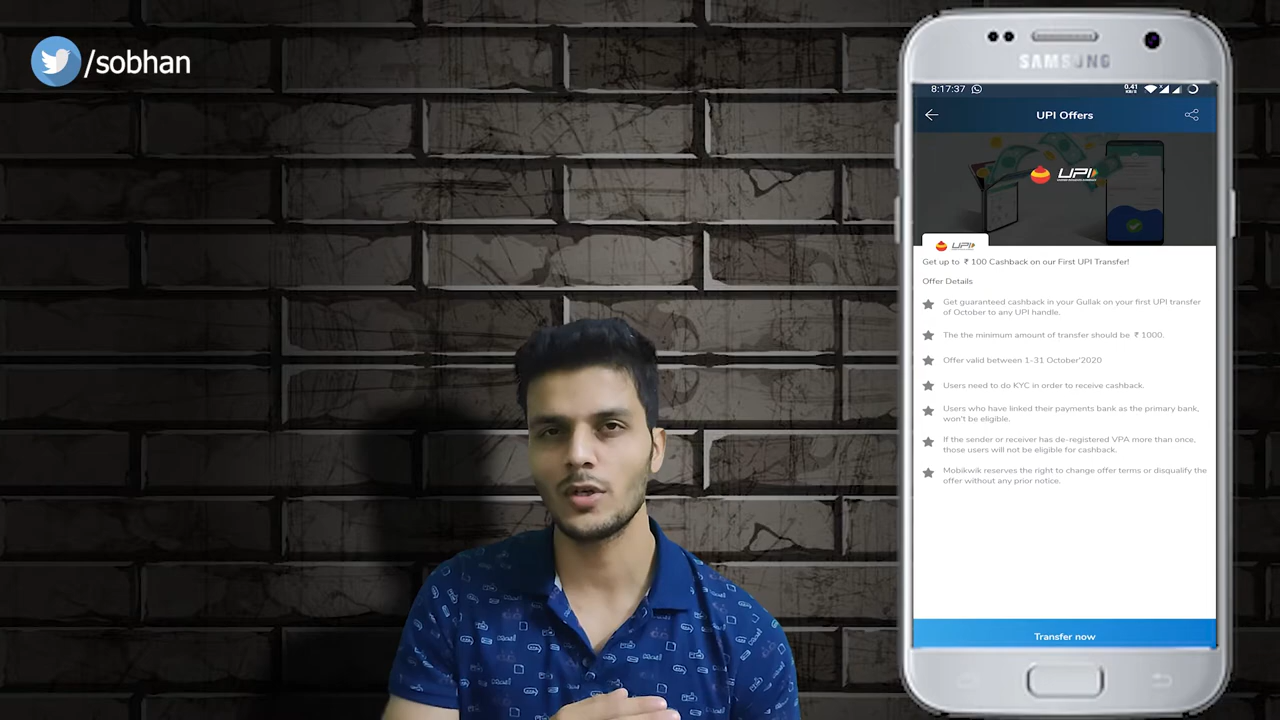 /sobhan
SAMSUNG
8:17:37
0.41
KB/S
UPI Offers
UPI
UPI
Get up to ₹ 100 Cashback on our First UPI Transfer!
Offer Details
Get guaranteed cashback in your Gullak on your first UPI transfer
of October to any UPI handle.
The the minimum amount of transfer should be ₹ 1000.
Offer valid between 1-31 October'2020
Users need to do KYC in order to receive cashback.
Users who have linked their payments bank as the primary bank,
won't be eligible.
If the sender or receiver has de-registered VPA more than once,
those users will not be eligible for cashback.
Mobikwik reserves the right to change offer terms or disqualify the
offer without any prior notice.
Transfer now